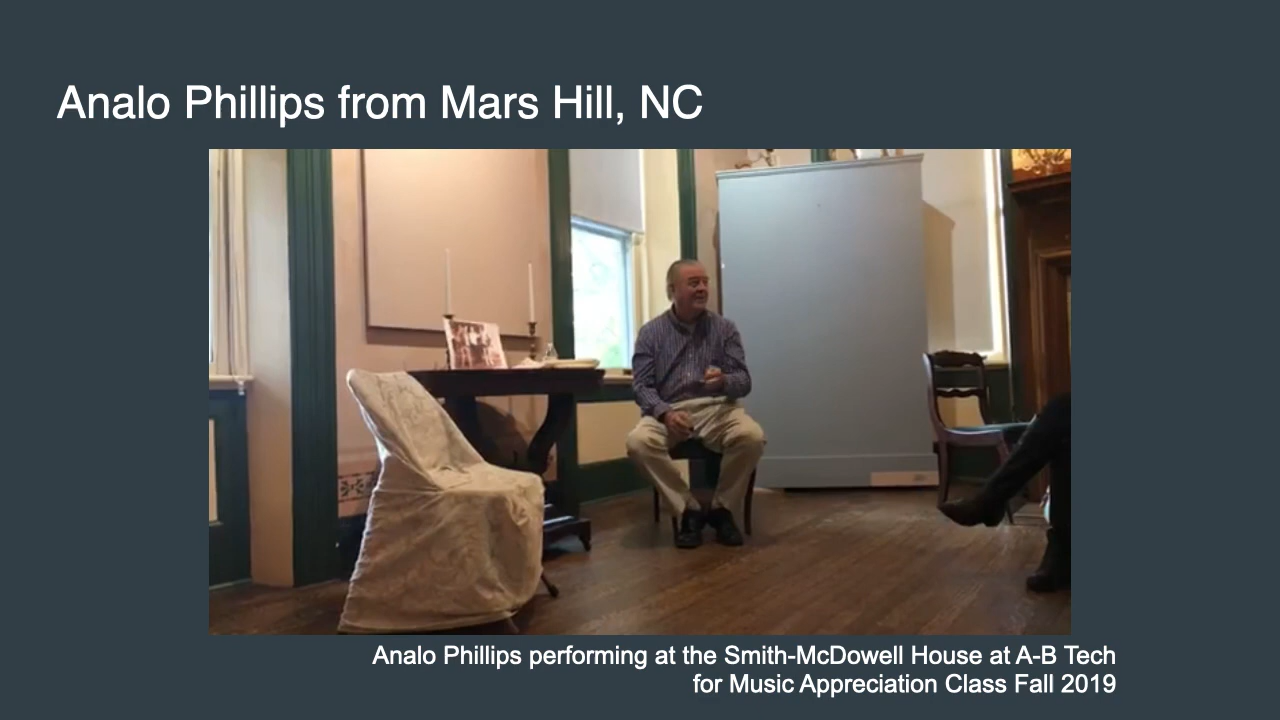 Analo Phillips from Mars Hill, NC
Analo Phillips performing at the Smith-McDowell House at A-B Tech
for Music Appreciation Class Fall 2019